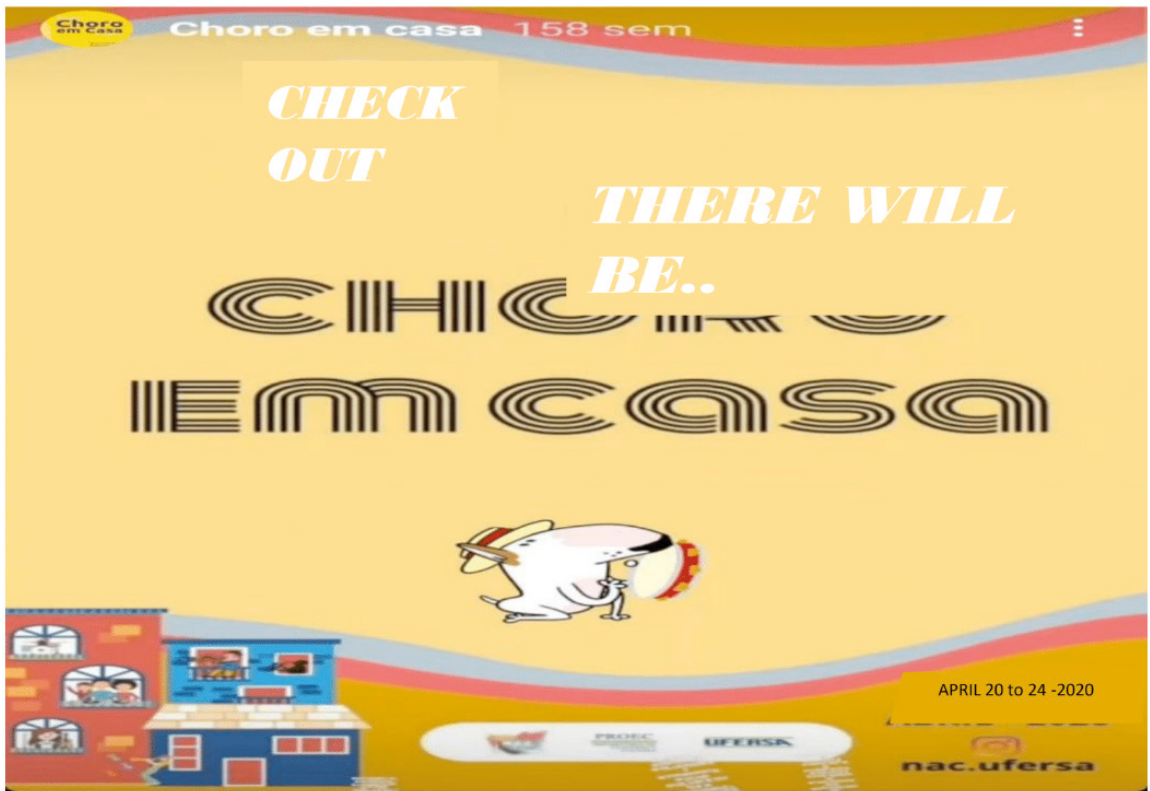 Choro
em Casa
Choro em casa 158 sem
CHECK
OUT
THERE WILL
BE..
CHORO
Em casa
APRIL 20 to 24 -2020
PROEC
UFERSA
nac.ufersa